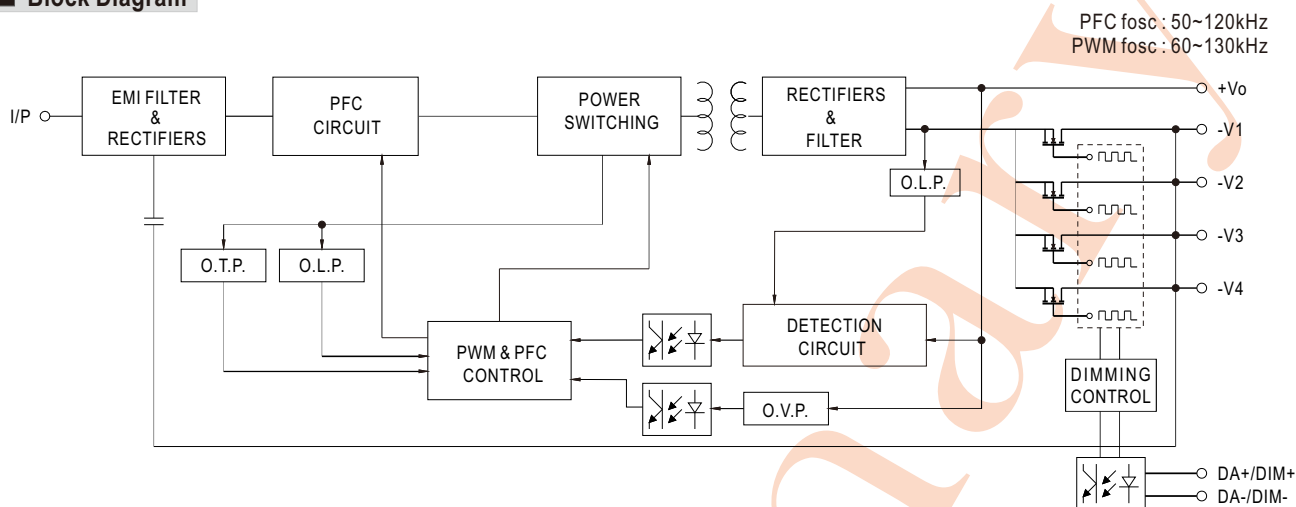 Block Diagram
PFC fosc : 50~120kHz
PWM fosc : 60~130kHz
I/P
EMI FILTER
&
RECTIFIERS
PFC
CIRCUIT
POWER
SWITCHING
RECTIFIERS
&
FILTER
+Vo
-V1
-V2
-V3
-V4
O.L.P.
O.T.P.
O.L.P.
PWM & PFC
CONTROL
DETECTION
CIRCUIT
O.V.P.
DIMMING
CONTROL
DA+/DIM+
DA-/DIM-